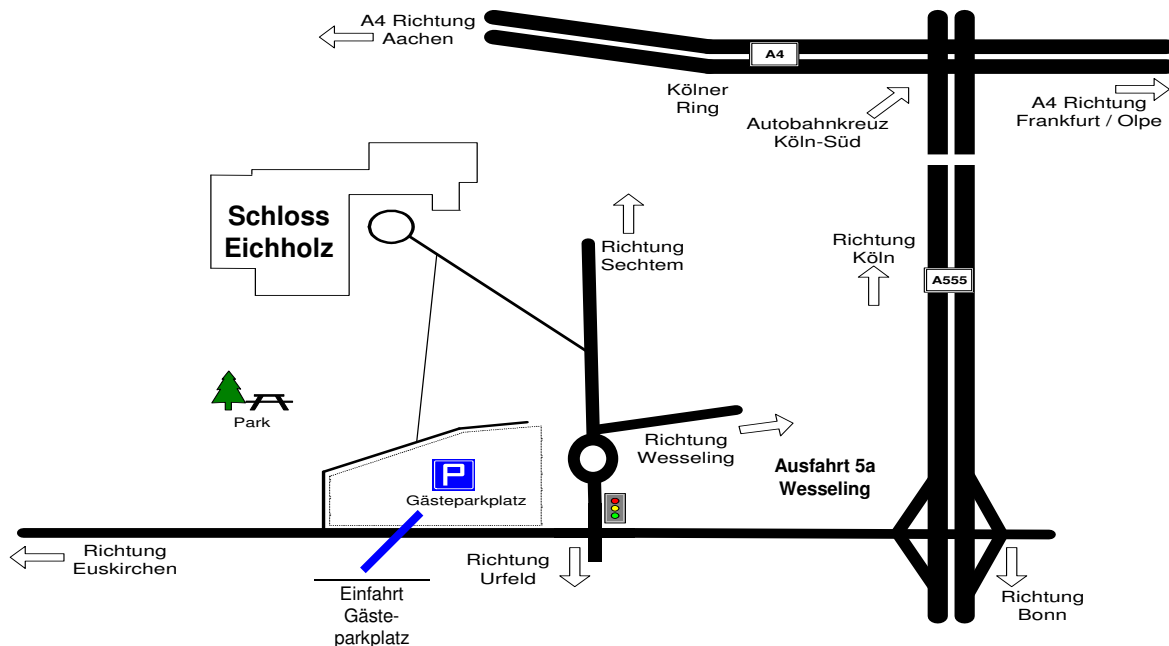 A4 Richtung
Aachen
A4
Kölner
Ring
Autobahnkreuz
Köln-Süd
A4 Richtung
Frankfurt / Olpe
Schloss
Eichholz
Richtung
Sechtem
Richtung
Köln
A555
Park
Richtung
Wesseling
Ausfahrt 5a
Wesseling
P
Gästeparkplatz
Richtung
Euskirchen
Richtung
Urfeld
Richtung
Bonn
Einfahrt
Gäste-
parkplatz